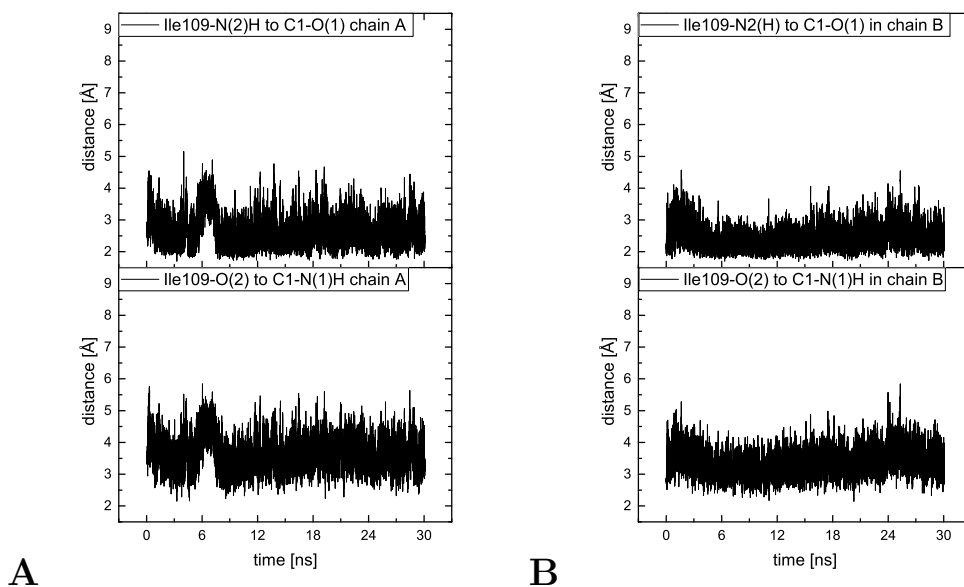 Ile109-N(2)H to C1-O(1) chain A
9
8
7
6
5
4
3
2
distance [Å]
Ile109-O(2) to C1-N(1)H chain A
9
8
7
6
5
4
3
2
distance [Å]
0 6 12 18 24 30
time [ns]
A
Ile109-N2(H) to C1-O(1) in chain B
9
8
7
6
5
4
3
2
distance [Å]
Ile109-O(2) to C1-N(1)H in chain B
9
8
7
6
5
4
3
2
distance [Å]
0 6 12 18 24 30
time [ns]
B